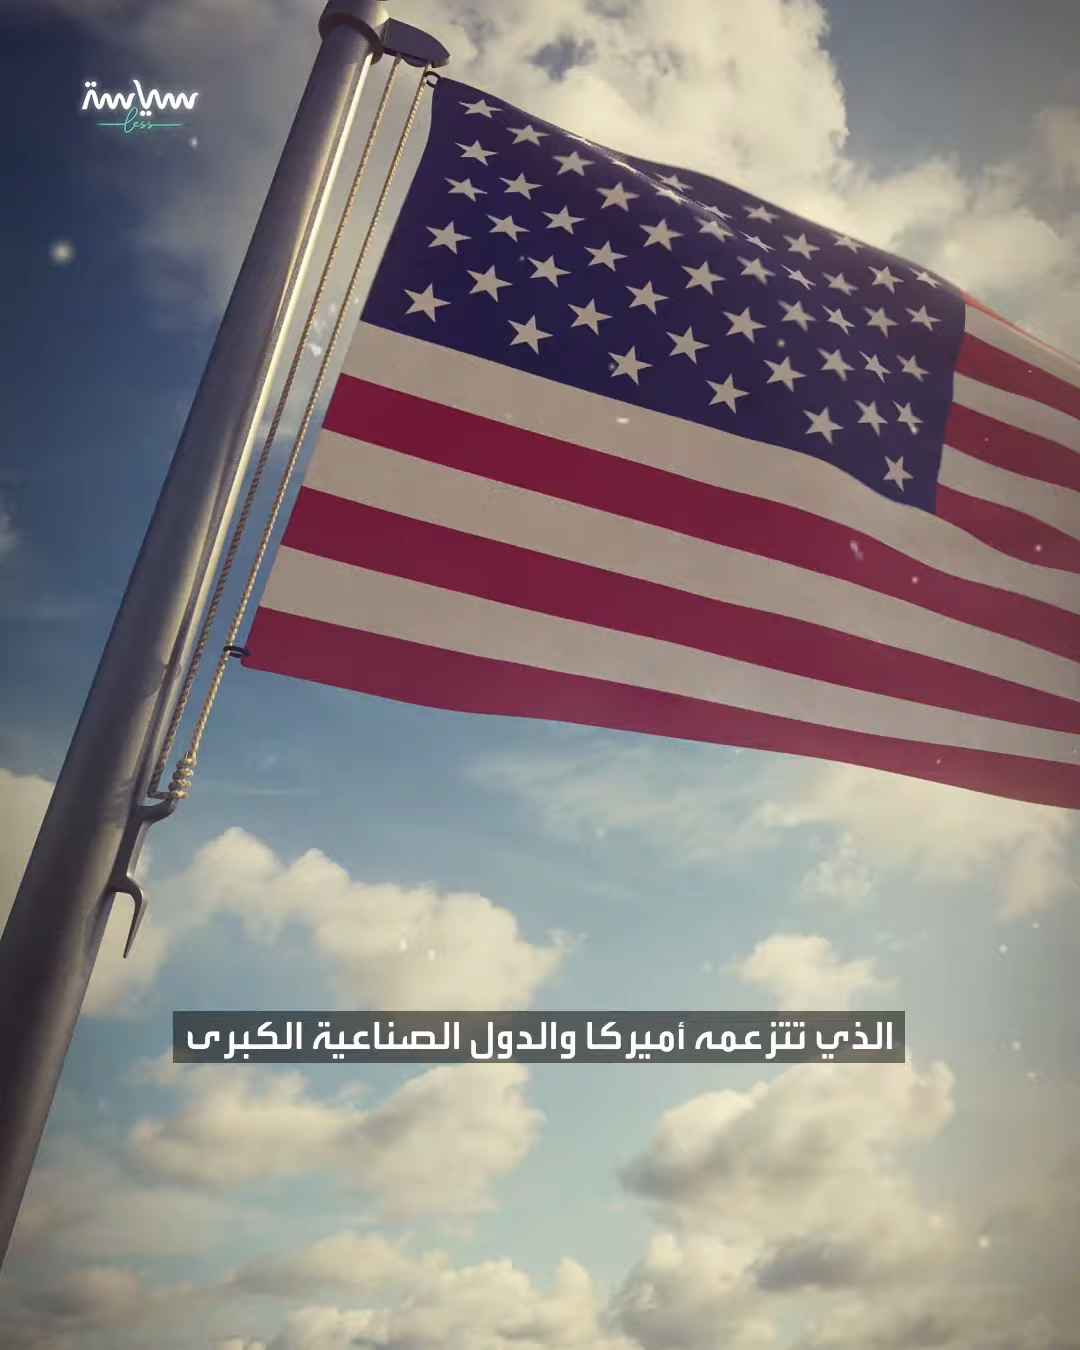 سياسة
less
الذي تتزعمه أميركا والدول الصناعية الكبرى